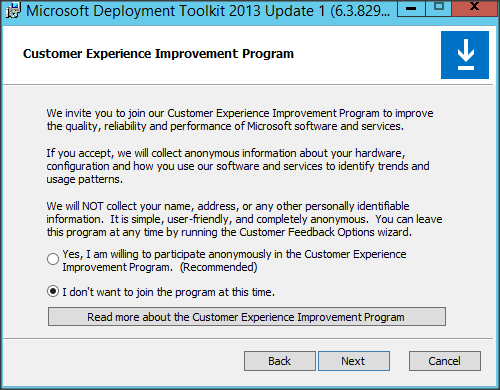 Microsoft Deployment Toolkit 2013 Update 1 (6.3.829...
Customer Experience Improvement Program
We invite you to join our Customer Experience Improvement Program to improve
the quality, reliability and performance of Microsoft software and services.
If you accept, we will collect anonymous information about your hardware,
configuration and how you use our software and services to identify trends and
usage patterns.
We will NOT collect your name, address, or any other personally identifiable
information.  It is simple, user-friendly, and completely anonymous.  You can leave
this program at any time by running the Customer Feedback Options wizard.
Yes, I am willing to participate anonymously in the Customer Experience
Improvement Program.  (Recommended)
I don't want to join the program at this time.
Read more about the Customer Experience Improvement Program
Back
Next
Cancel